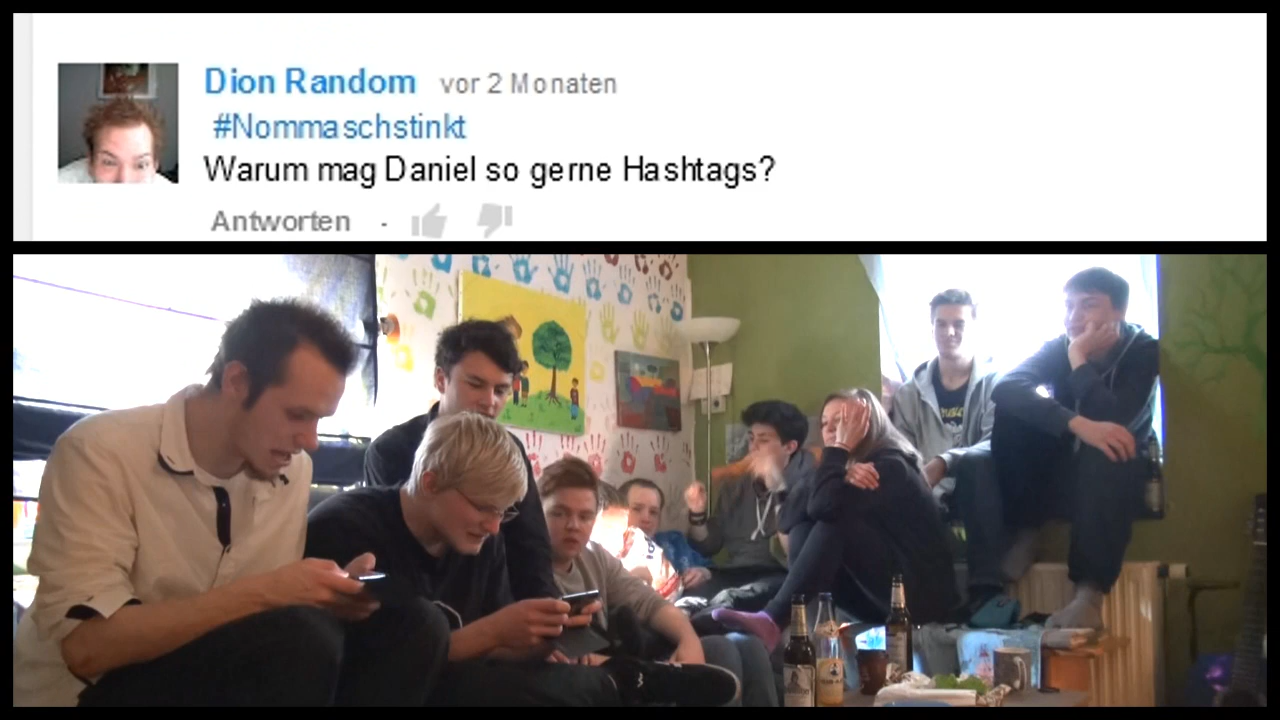 Dion Random vor 2 Monaten
#Nommaschstinkt
Warum mag Daniel so gerne Hashtags?
Antworten ·